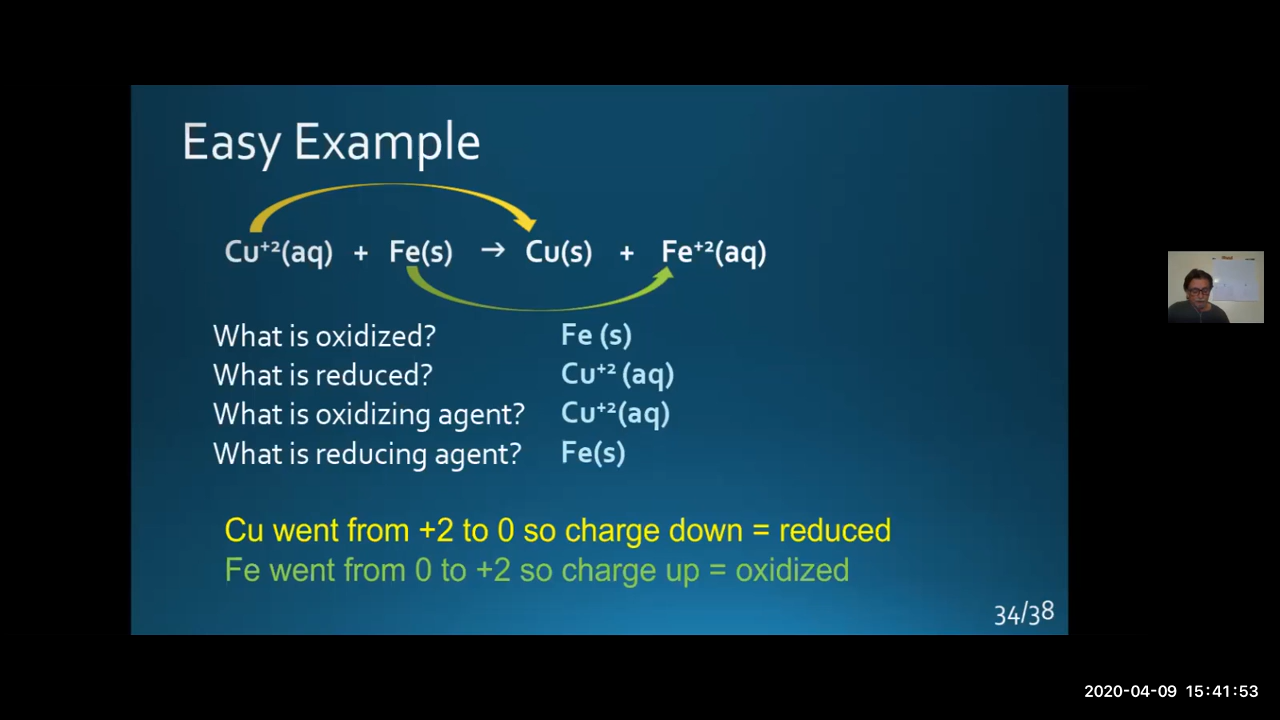 Easy Example
Cu⁺²(aq) + Fe(s) → Cu(s) + Fe⁺²(aq)
What is oxidized? Fe (s)
What is reduced? Cu⁺² (aq)
What is oxidizing agent? Cu⁺²(aq)
What is reducing agent? Fe(s)
Cu went from +2 to 0 so charge down = reduced
Fe went from 0 to +2 so charge up = oxidized
34/38
2020-04-09 15:41:53